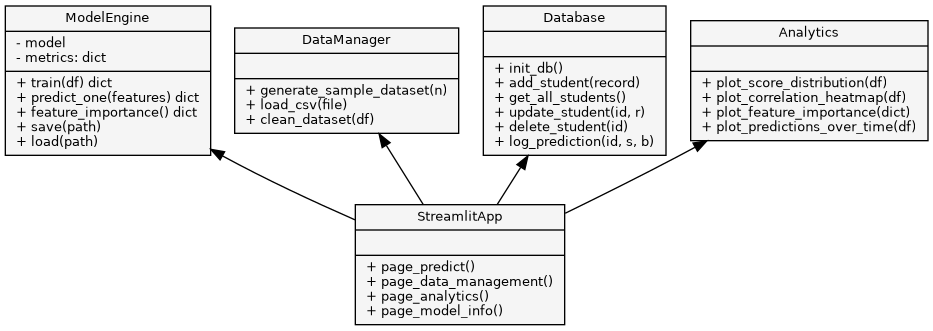 ModelEngine
- model
- metrics: dict
+ train(df) dict
+ predict_one(features) dict
+ feature_importance() dict
+ save(path)
+ load(path)
DataManager
+ generate_sample_dataset(n)
+ load_csv(file)
+ clean_dataset(df)
Database
+ init_db()
+ add_student(record)
+ get_all_students()
+ update_student(id, r)
+ delete_student(id)
+ log_prediction(id, s, b)
Analytics
+ plot_score_distribution(df)
+ plot_correlation_heatmap(df)
+ plot_feature_importance(dict)
+ plot_predictions_over_time(df)
StreamlitApp
+ page_predict()
+ page_data_management()
+ page_analytics()
+ page_model_info()